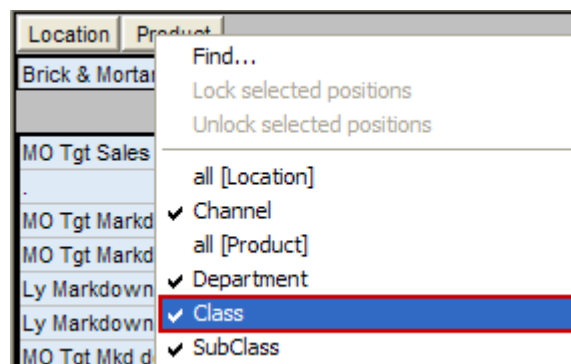 Location Product
Find...
Brick & Mortar
Lock selected positions
Unlock selected positions
MO Tgt Sales
all [Location]
.
Channel
MO Tgt Markd
all [Product]
MO Tgt Markd
Department
Ly Markdown
Class
Ly Markdown
SubClass
MO Tgt Mkd d